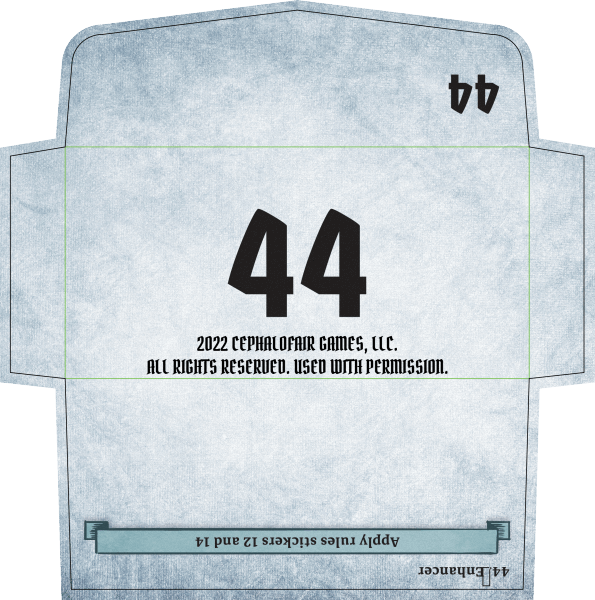 44
44
2022 CEPHALOFAIR GAMES, LLC.
ALL RIGHTS RESERVED. USED WITH PERMISSION.
Apply rules stickers 12 and 14
44 Enhancer 44